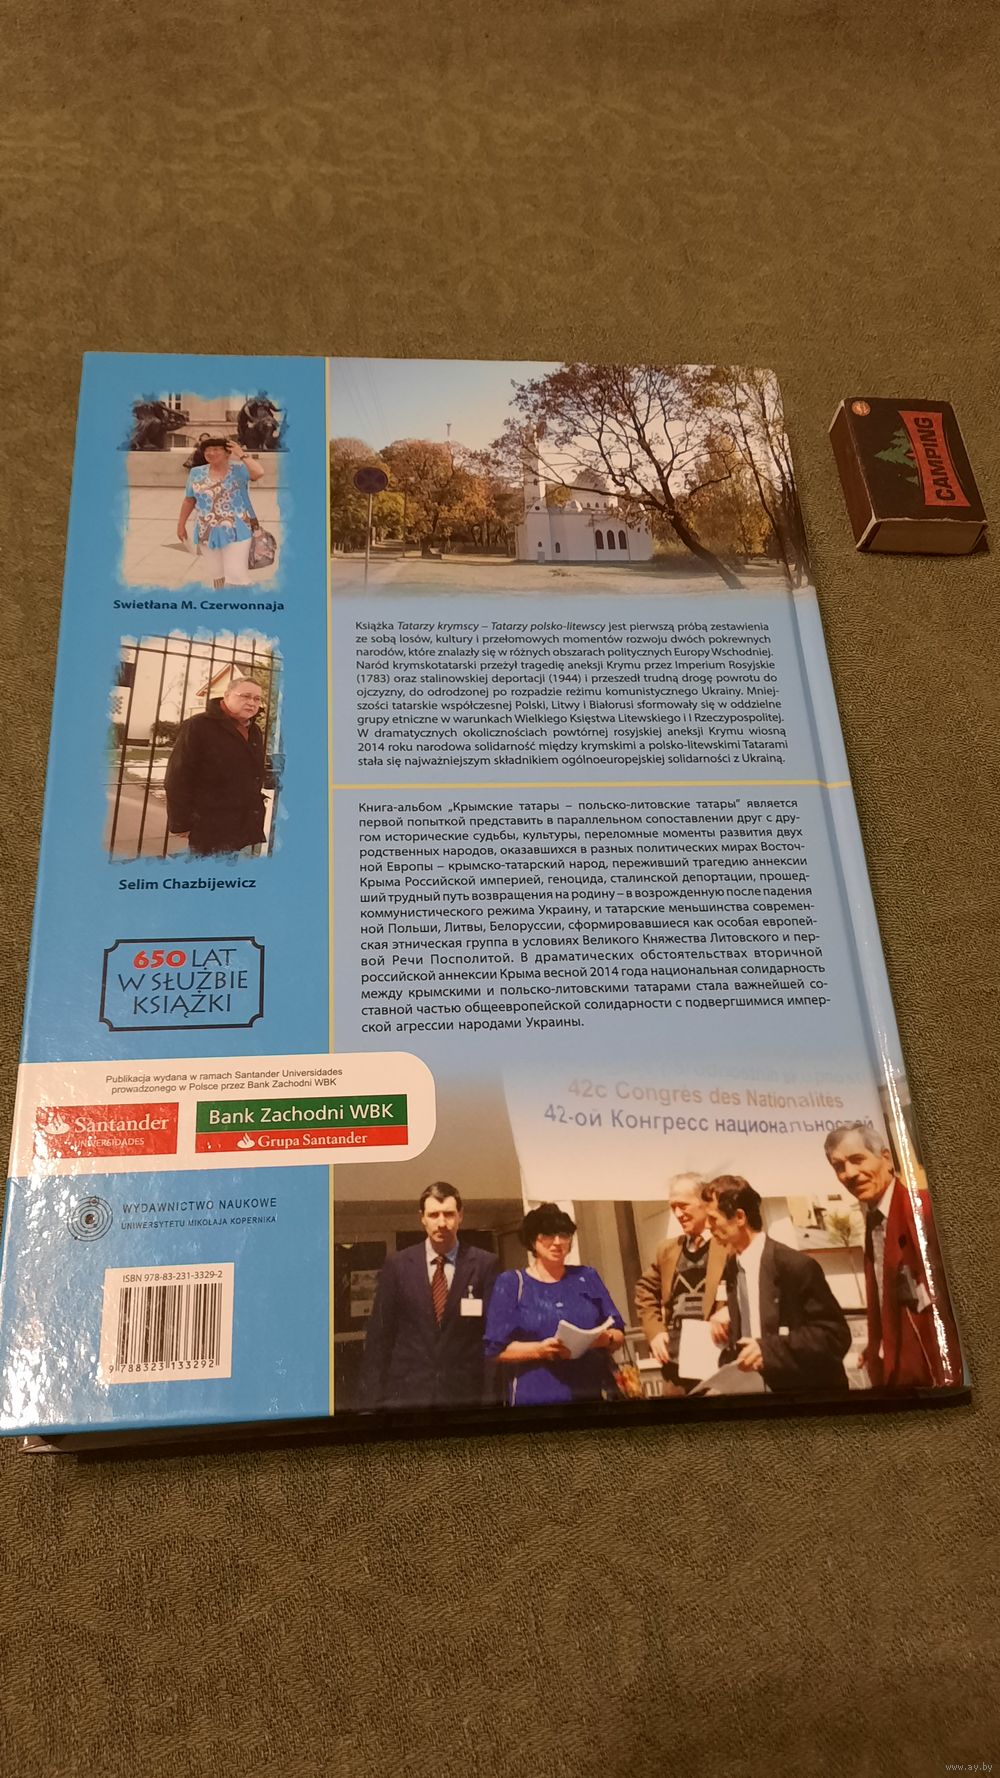 Swietłana M. Czerwonnaja
Selim Chazbijewicz
650 LAT
W SŁUŻBIE
KSIĄŻKI
Publikacja wydana w ramach Santander Universidades
prowadzonego w Polsce przez Bank Zachodni WBK
Santander
UNIVERSIDADES
Bank Zachodni WBK
Grupa Santander
WYDAWNICTWO NAUKOWE
UNIWERSYTETU MIKOŁAJA KOPERNIKA
ISBN 978-83-231-3329-2
9 788323 133292
Książka Tatarzy krymscy – Tatarzy polsko-litewscy jest pierwszą próbą zestawienia
ze sobą losów, kultury i przełomowych momentów rozwoju dwóch pokrewnych
narodów, które znalazły się w różnych obszarach politycznych Europy Wschodniej.
Naród krymskotatarski przeżył tragedię aneksji Krymu przez Imperium Rosyjskie
(1783) oraz stalinowskiej deportacji (1944) i przeszedł trudną drogę powrotu do
ojczyzny, do odrodzonej po rozpadzie reżimu komunistycznego Ukrainy. Mniej-
szości tatarskie współczesnej Polski, Litwy i Białorusi sformowały się w oddzielne
grupy etniczne w warunkach Wielkiego Księstwa Litewskiego i I Rzeczypospolitej.
W dramatycznych okolicznościach powtórnej rosyjskiej aneksji Krymu wiosną
2014 roku narodowa solidarność między krymskimi a polsko-litewskimi Tatarami
stała się najważniejszym składnikiem ogólnoeuropejskiej solidarności z Ukrainą.
Книга-альбом „Крымские татары – польско-литовские татары" является
первой попыткой представить в параллельном сопоставлении друг с дру-
гом исторические судьбы, культуры, переломные моменты развития двух
родственных народов, оказавшихся в разных политических мирах Восточ-
ной Европы – крымско-татарский народ, переживший трагедию аннексии
Крыма Российской империей, геноцида, сталинской депортации, прошед-
ший трудный путь возвращения на родину – в возрожденную после падения
коммунистического режима Украину, и татарские меньшинства современ-
ной Польши, Литвы, Белоруссии, сформировавшиеся как особая европей-
ская этническая группа в условиях Великого Княжества Литовского и пер-
вой Речи Посполитой. В драматических обстоятельствах вторичной
российской аннексии Крыма весной 2014 года национальная солидарность
между крымскими и польско-литовскими татарами стала важнейшей со-
ставной частью общеевропейской солидарности с подвергшимися импер-
ской агрессии народами Украины.
42c Congrès des Nationalités
42-ой Конгресс национальностей
CAMPING
www.ay.by